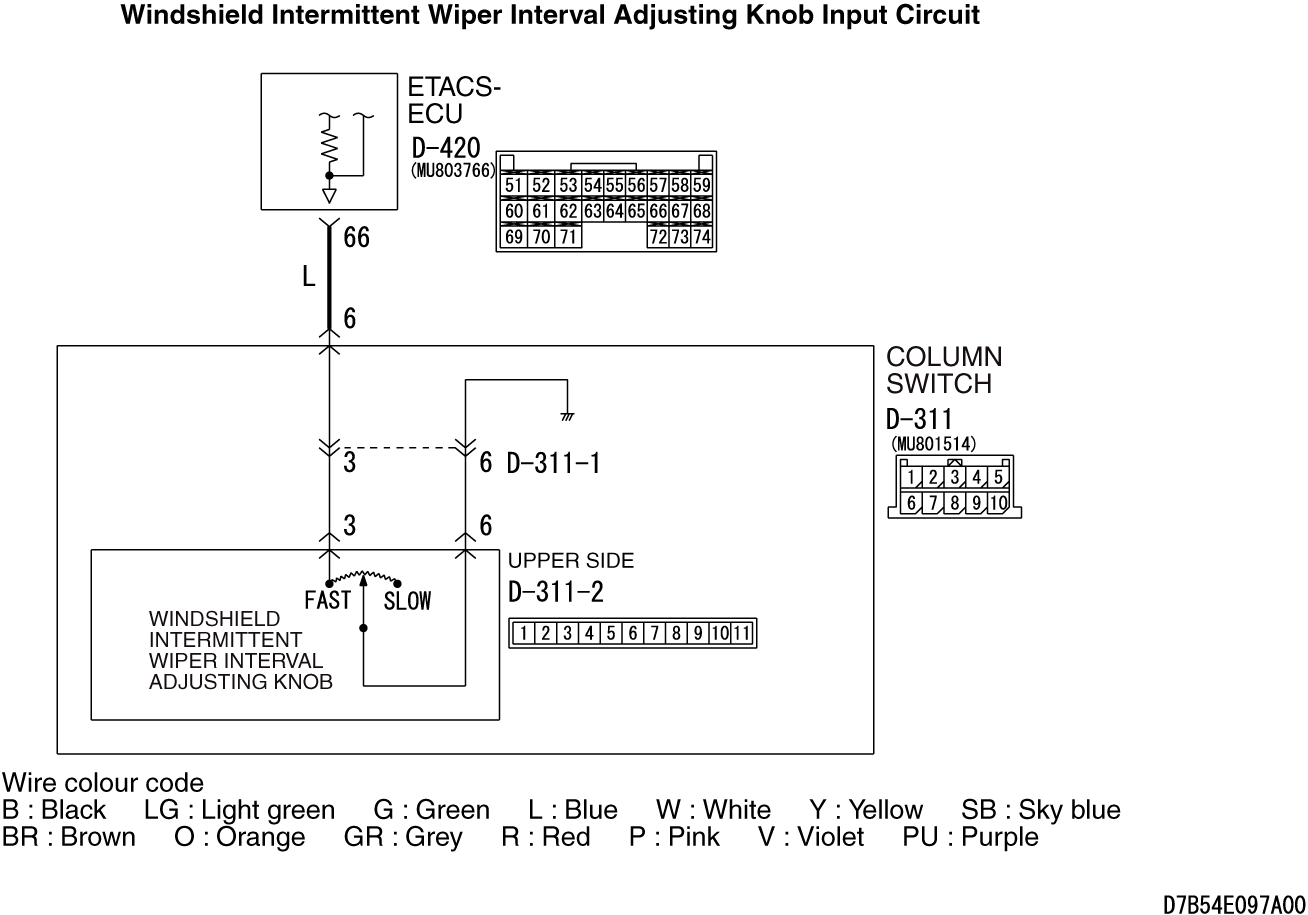 Windshield Intermittent Wiper Interval Adjusting Knob Input Circuit
ETACS-
ECU
D-420
(MU803766)
51 52 53 54 55 56 57 58 59
60 61 62 63 64 65 66 67 68
69 70 71 72 73 74
66
L
6
COLUMN
SWITCH
D-311
(MU801514)
1 2 3 4 5
6 7 8 9 10
3 6 D-311-1
3 6
UPPER SIDE
D-311-2
1 2 3 4 5 6 7 8 9 10 11
FAST SLOW
WINDSHIELD
INTERMITTENT
WIPER INTERVAL
ADJUSTING KNOB
Wire colour code
B : Black LG : Light green G : Green L : Blue W : White Y : Yellow SB : Sky blue
BR : Brown O : Orange GR : Grey R : Red P : Pink V : Violet PU : Purple
D7B54E097A00